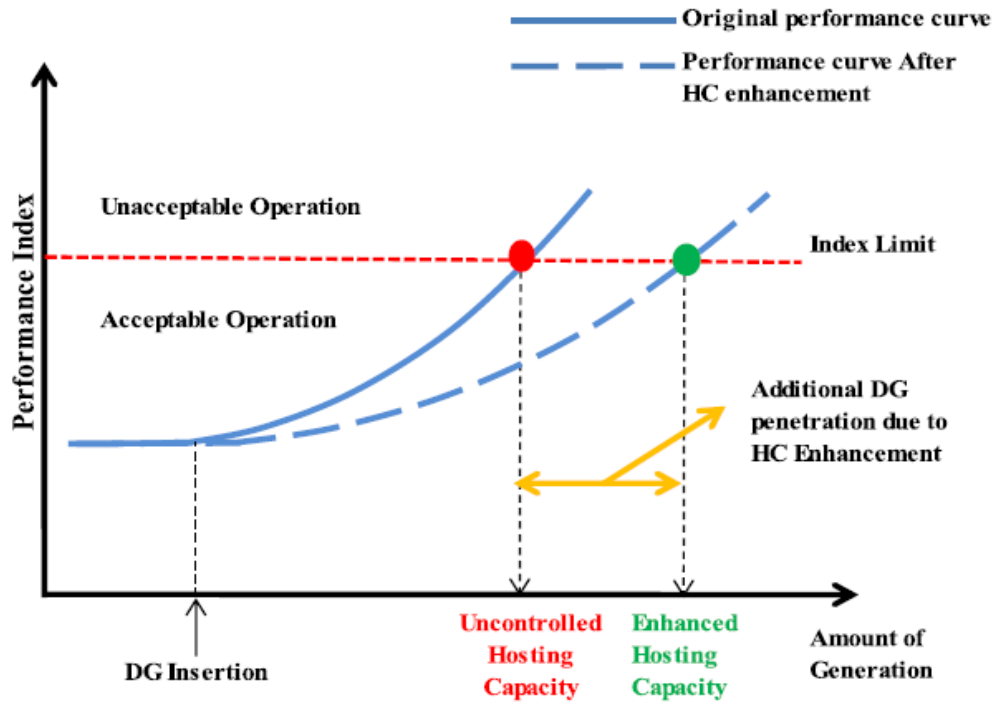 Original performance curve
Performance curve After
HC enhancement
Performance Index
Unacceptable Operation
Index Limit
Acceptable Operation
Additional DG
penetration due to
HC Enhancement
DG Insertion
Uncontrolled
Hosting
Capacity
Enhanced
Hosting
Capacity
Amount of
Generation